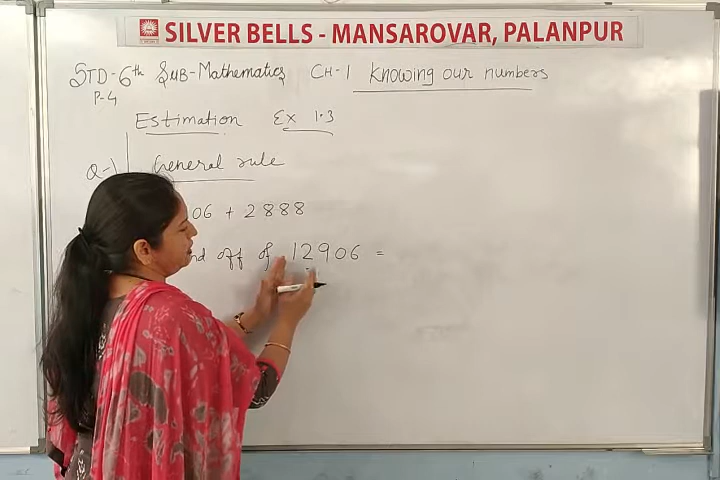 SILVER BELLS - MANSAROVAR, PALANPUR
STD-6th SUB-Mathematics CH-1 Knowing our numbers
P-4
Estimation Ex 1.3
Q-1 General rule
06 + 2888
nd off of 12906 =